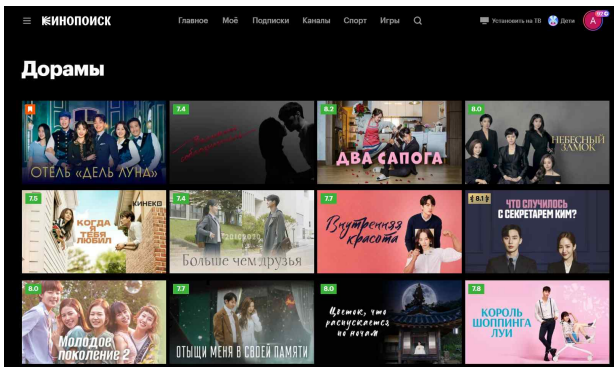 КИНОПОИСК
Главное Моё Подписки Каналы Спорт Игры
Установить на ТВ Дети А
Дорамы
ОТЕЛЬ «ДЕЛЬ ЛУНА»
7.4
8.2
ДВА САПОГА
8.0
НЕБЕСНЫЙ
ЗАМОК
7.5
КИНЕКО
КОГДА
Я
ТЕБЯ
ЛЮБИЛ
7.4
Больше чем друзья
7.7
Внутренняя
красота
8.1
ЧТО СЛУЧИЛОСЬ
С СЕКРЕТАРЕМ КИМ?
8.0
Молодое
поколение 2
7.7
ОТЫЩИ МЕНЯ В СВОЕЙ ПАМЯТИ
8.0
Цветок, что
распускается
по ночам
7.8
КОРОЛЬ
ШОППИНГА
ЛУИ